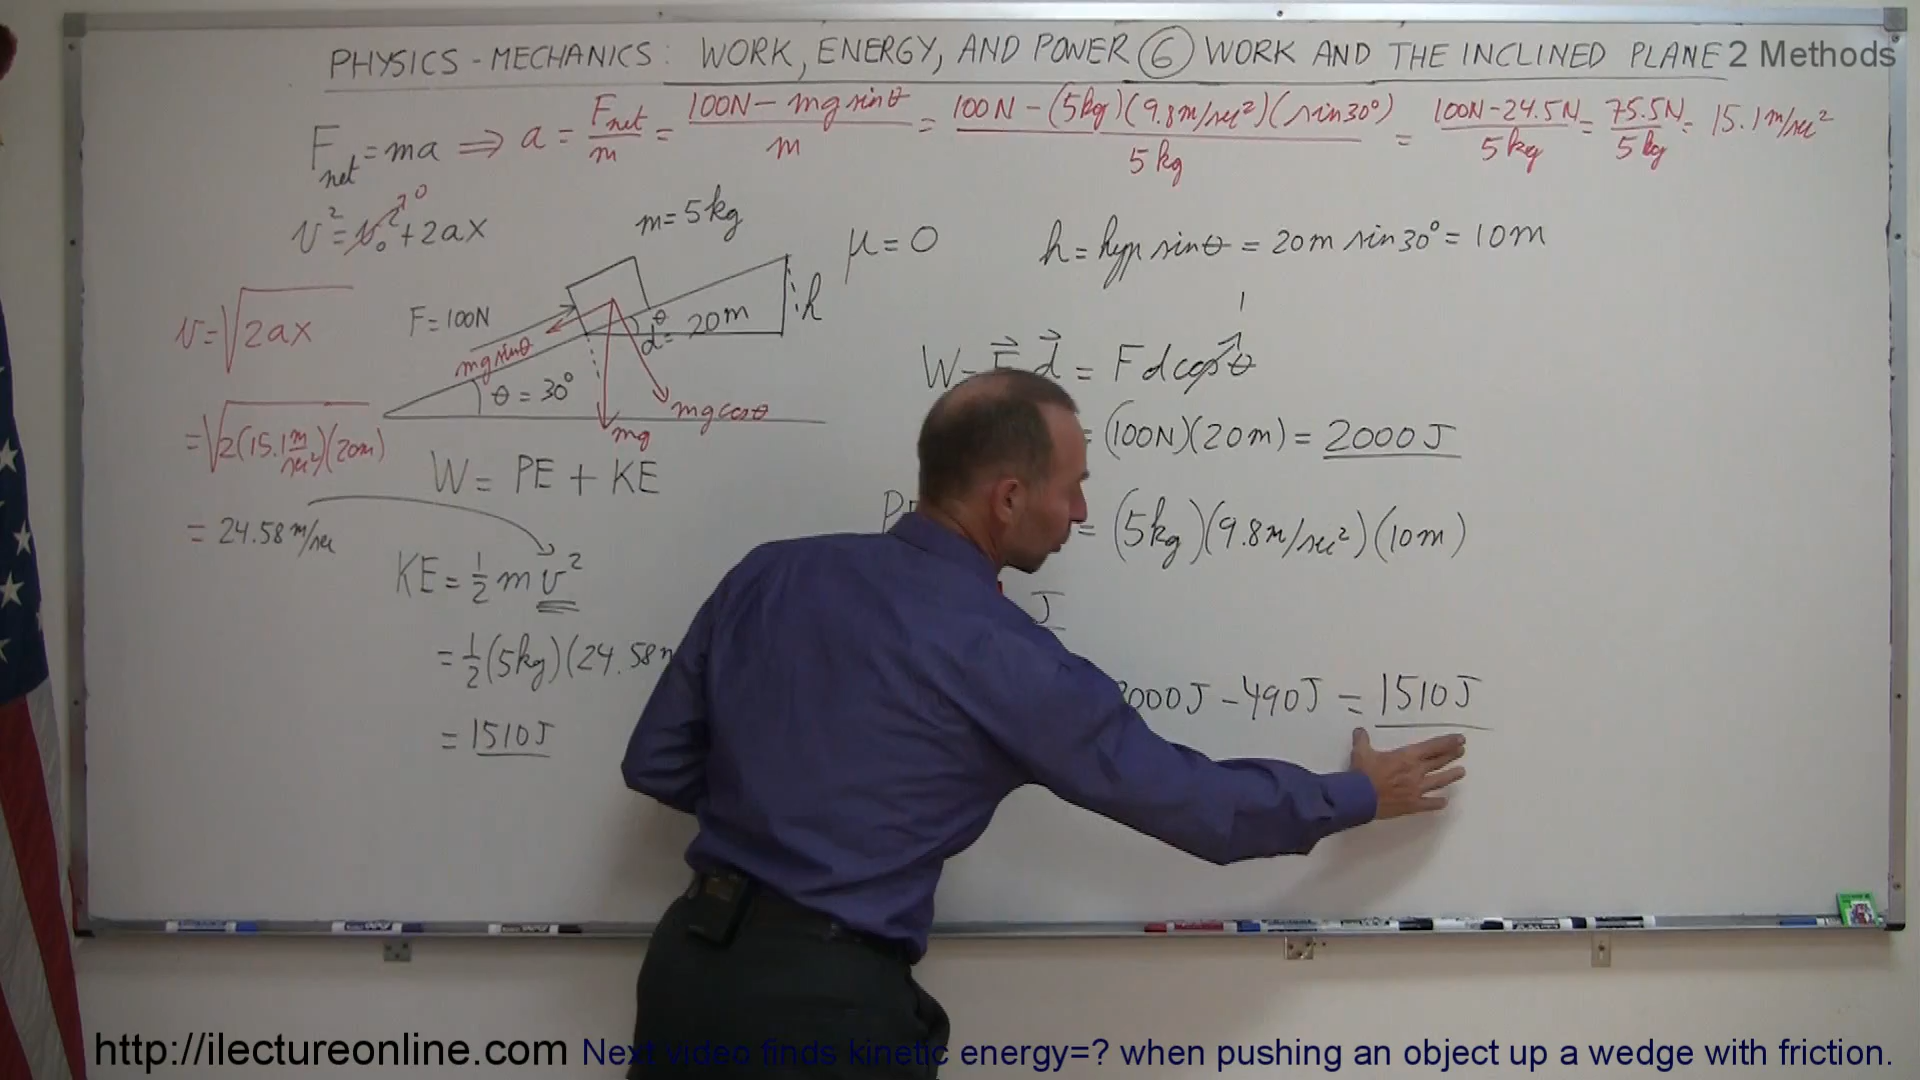 PHYSICS - MECHANICS: WORK, ENERGY, AND POWER ⑥ WORK AND THE INCLINED PLANE 2 Methods
F_net = ma ⟹ a = F_net/m = (100N - mg sinθ)/m = (100N - (5kg)(9.8m/sec²)(sin30°))/5kg = (100N-24.5N)/5kg = 75.5N/5kg = 15.1m/sec²
v² = v₀² + 2ax
0
m = 5kg
μ = 0
h = hyp sinθ = 20m sin30° = 10m
F = 100N
θ
d = 20m
h
mg sinθ
θ = 30°
mg cosθ
mg
v = √2ax
= √2(15.1 m/sec²)(20m)
= 24.58 m/sec
W = PE + KE
KE = ½ m v²
= ½ (5kg)(24.58
= 1510J
1
W = d = F d cosθ
= (100N)(20m) = 2000J
= (5kg)(9.8m/sec²)(10m)
J
000J - 490J = 1510J
http://ilectureonline.com
Next video finds kinetic energy=? when pushing an object up a wedge with friction.